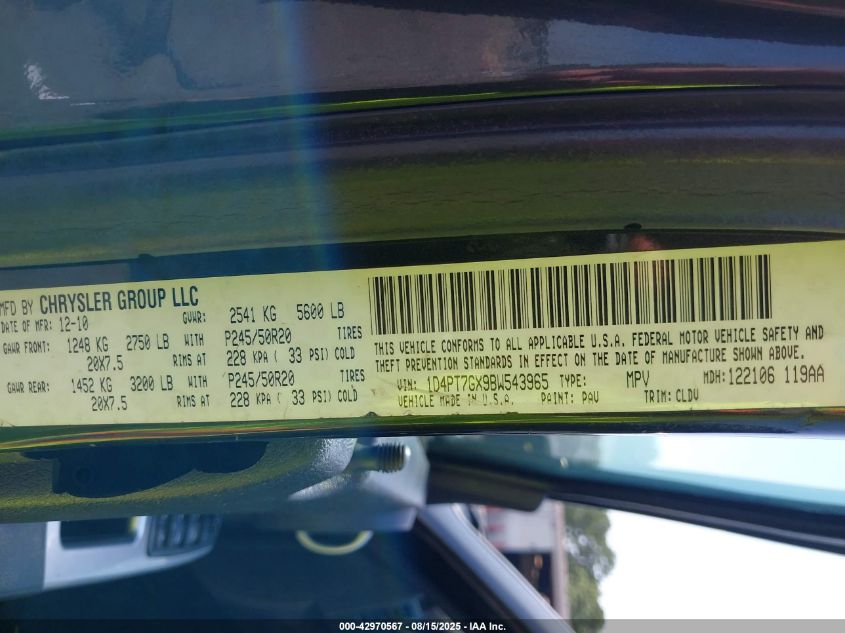 MFD BY CHRYSLER GROUP LLC
DATE OF MFR: 12-10 GVWR: 2541 KG 5600 LB
GAWR FRONT: 1248 KG 2750 LB WITH P245/50R20 TIRES
20X7.5 RIMS AT 228 KPA ( 33 PSI) COLD
GAWR REAR: 1452 KG 3200 LB WITH P245/50R20 TIRES
20X7.5 RIMS AT 228 KPA ( 33 PSI) COLD
THIS VEHICLE CONFORMS TO ALL APPLICABLE U.S.A. FEDERAL MOTOR VEHICLE SAFETY AND
THEFT PREVENTION STANDARDS IN EFFECT ON THE DATE OF MANUFACTURE SHOWN ABOVE.
VIN: 1D4PT7GX9BW543965 TYPE: MPV MDH: 122106 119AA
VEHICLE MADE IN U.S.A. PAINT: PAV TRIM: CLDV
000-42970567 - 08/15/2025 - IAA Inc.